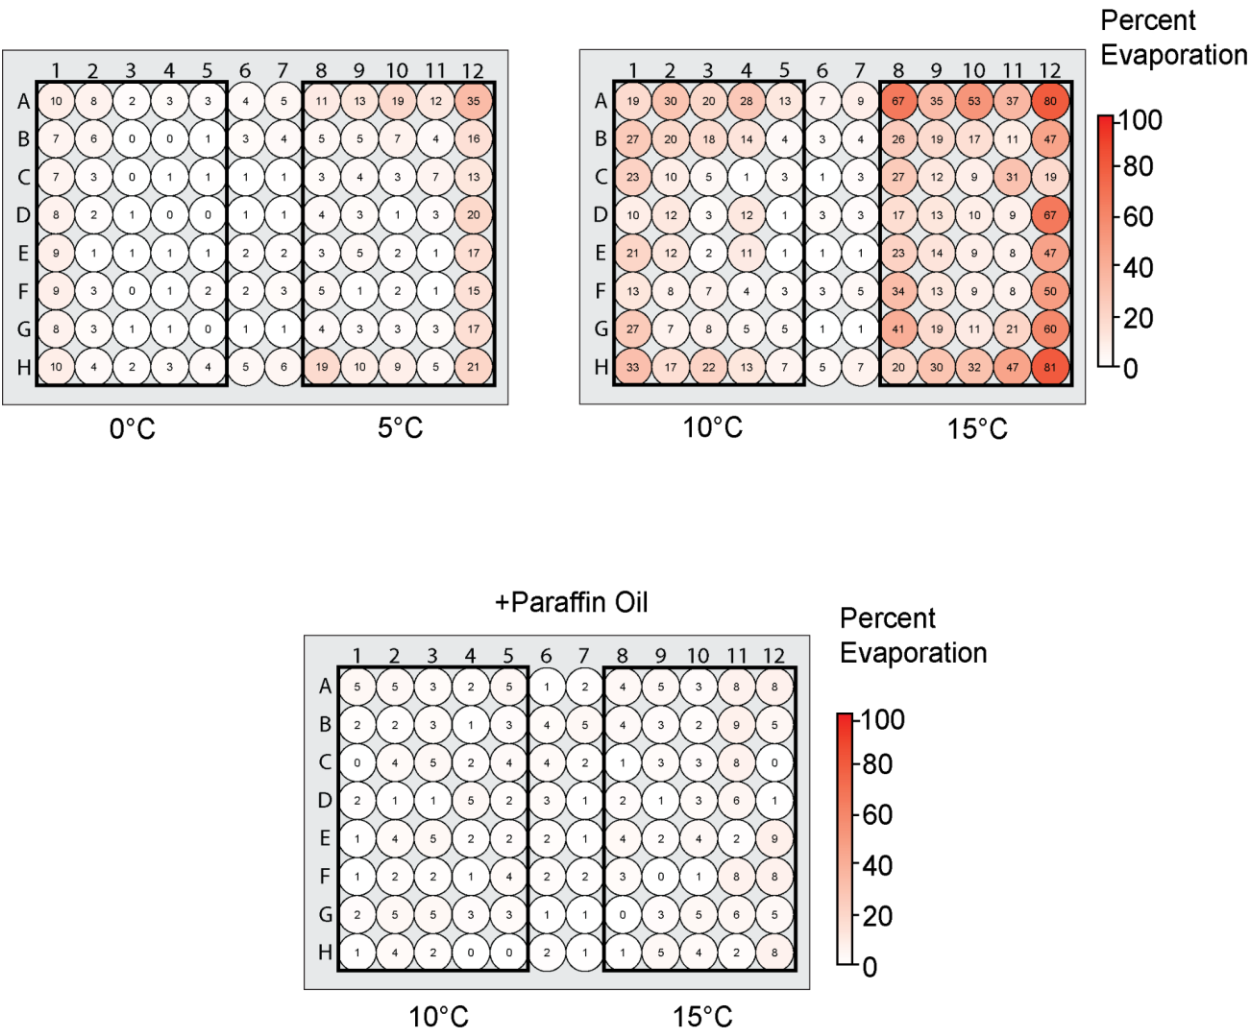 Percent
Evaporation
1 2 3 4 5 6 7 8 9 10 11 12
A 10 8 2 3 3 4 5 11 13 19 12 35
B 7 6 0 0 1 3 4 5 5 7 4 16
C 7 3 0 1 1 1 1 3 4 3 7 13
D 8 2 1 0 0 1 1 4 3 1 3 20
E 9 1 1 1 1 2 2 3 5 2 1 17
F 9 3 0 1 2 2 3 5 1 2 1 15
G 8 3 1 1 0 1 1 4 3 3 3 17
H 10 4 2 3 4 5 6 19 10 9 5 21
0°C 5°C
1 2 3 4 5 6 7 8 9 10 11 12
A 19 30 20 28 13 7 9 67 35 53 37 80
B 27 20 18 14 4 3 4 26 19 17 11 47
C 23 10 5 1 3 1 3 27 12 9 31 19
D 10 12 3 12 1 3 3 17 13 10 9 67
E 21 12 2 11 1 1 1 23 14 9 8 47
F 13 8 7 4 3 3 5 34 13 9 8 50
G 27 7 8 5 5 1 1 41 19 11 21 60
H 33 17 22 13 7 5 7 20 30 32 47 81
10°C 15°C
100
80
60
40
20
0
+Paraffin Oil
Percent
Evaporation
1 2 3 4 5 6 7 8 9 10 11 12
A 5 5 3 2 5 1 2 4 5 3 8 8
B 2 2 3 1 3 4 5 4 3 2 9 5
C 0 4 5 2 4 4 2 1 3 3 8 0
D 2 1 1 5 2 3 1 2 1 3 6 1
E 1 4 5 2 2 2 1 4 2 4 2 9
F 1 2 2 1 4 2 2 3 0 1 8 8
G 2 5 5 3 3 1 1 0 3 5 6 5
H 1 4 2 0 0 2 1 1 5 4 2 8
10°C 15°C
100
80
60
40
20
0